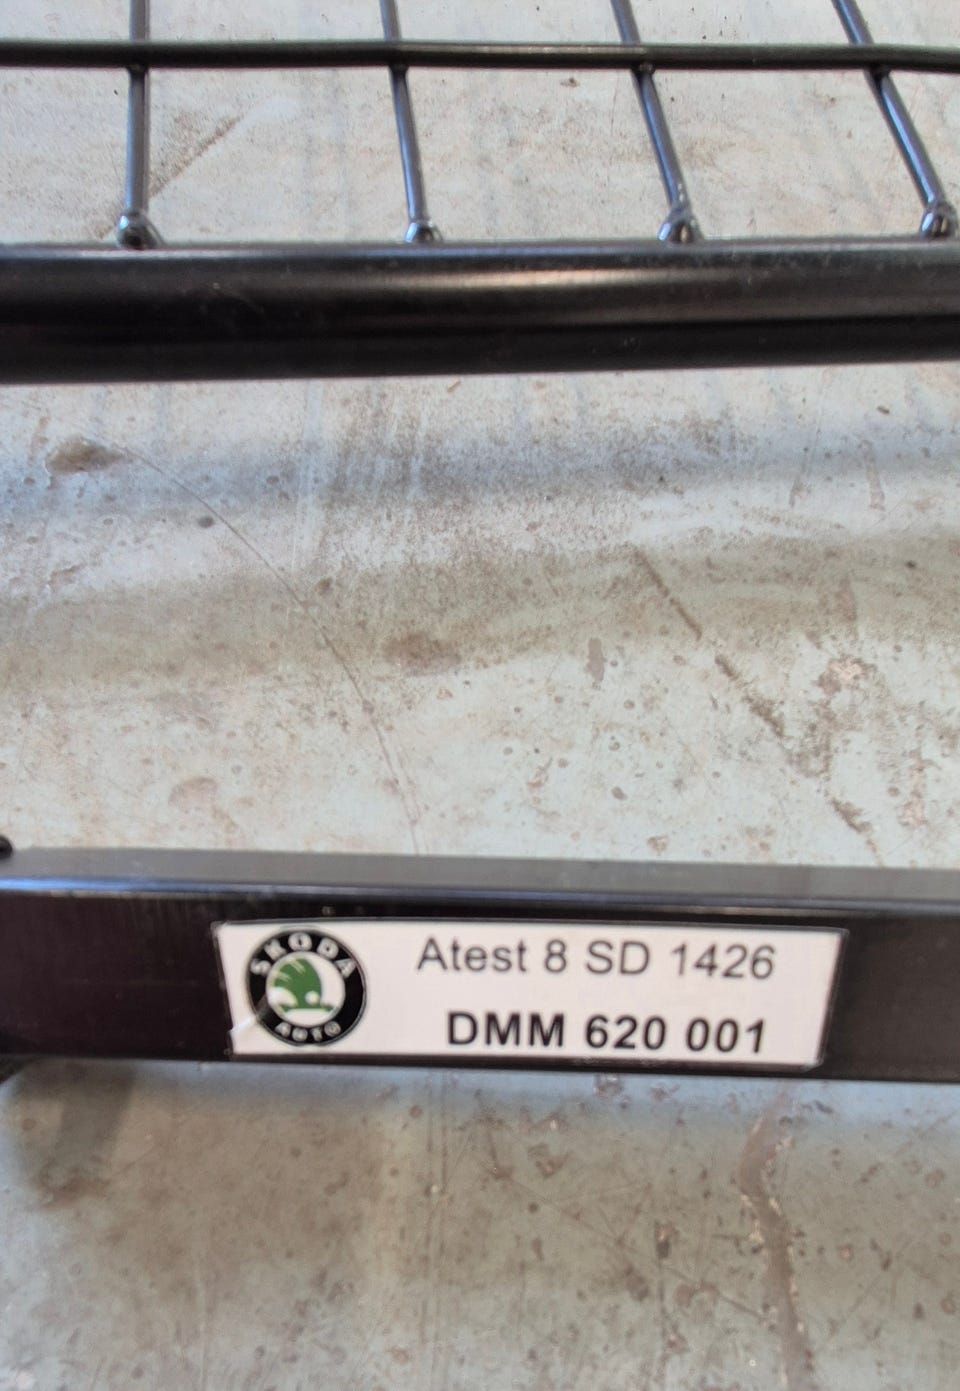 SKODA
AUTO
Atest 8 SD 1426
DMM 620 001